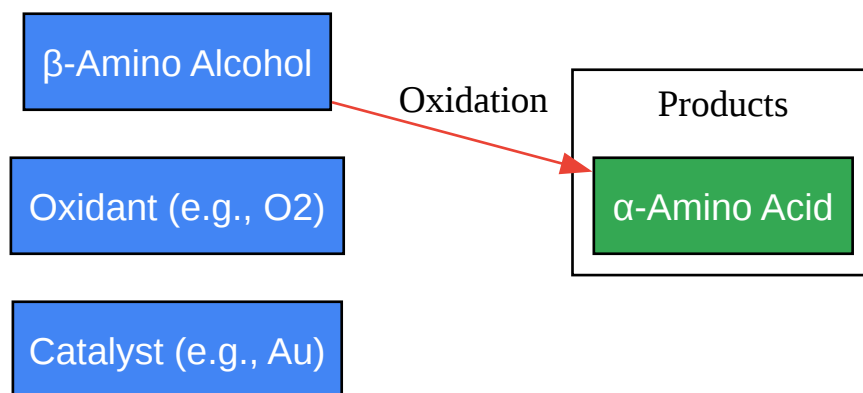 β-Amino Alcohol
Oxidation
Products
Oxidant (e.g., O2)
α-Amino Acid
Catalyst (e.g., Au)